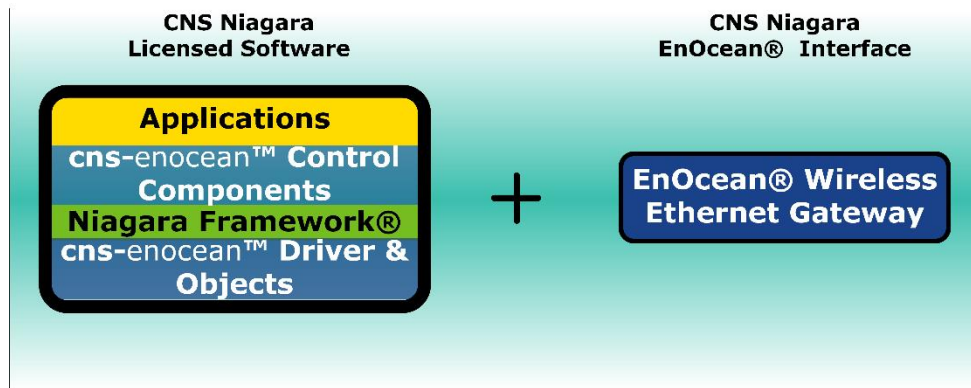 CNS Niagara
Licensed Software
Applications
cns-enocean™ Control
Components
Niagara Framework®
cns-enocean™ Driver &
Objects
+
CNS Niagara
EnOcean® Interface
EnOcean® Wireless
Ethernet Gateway